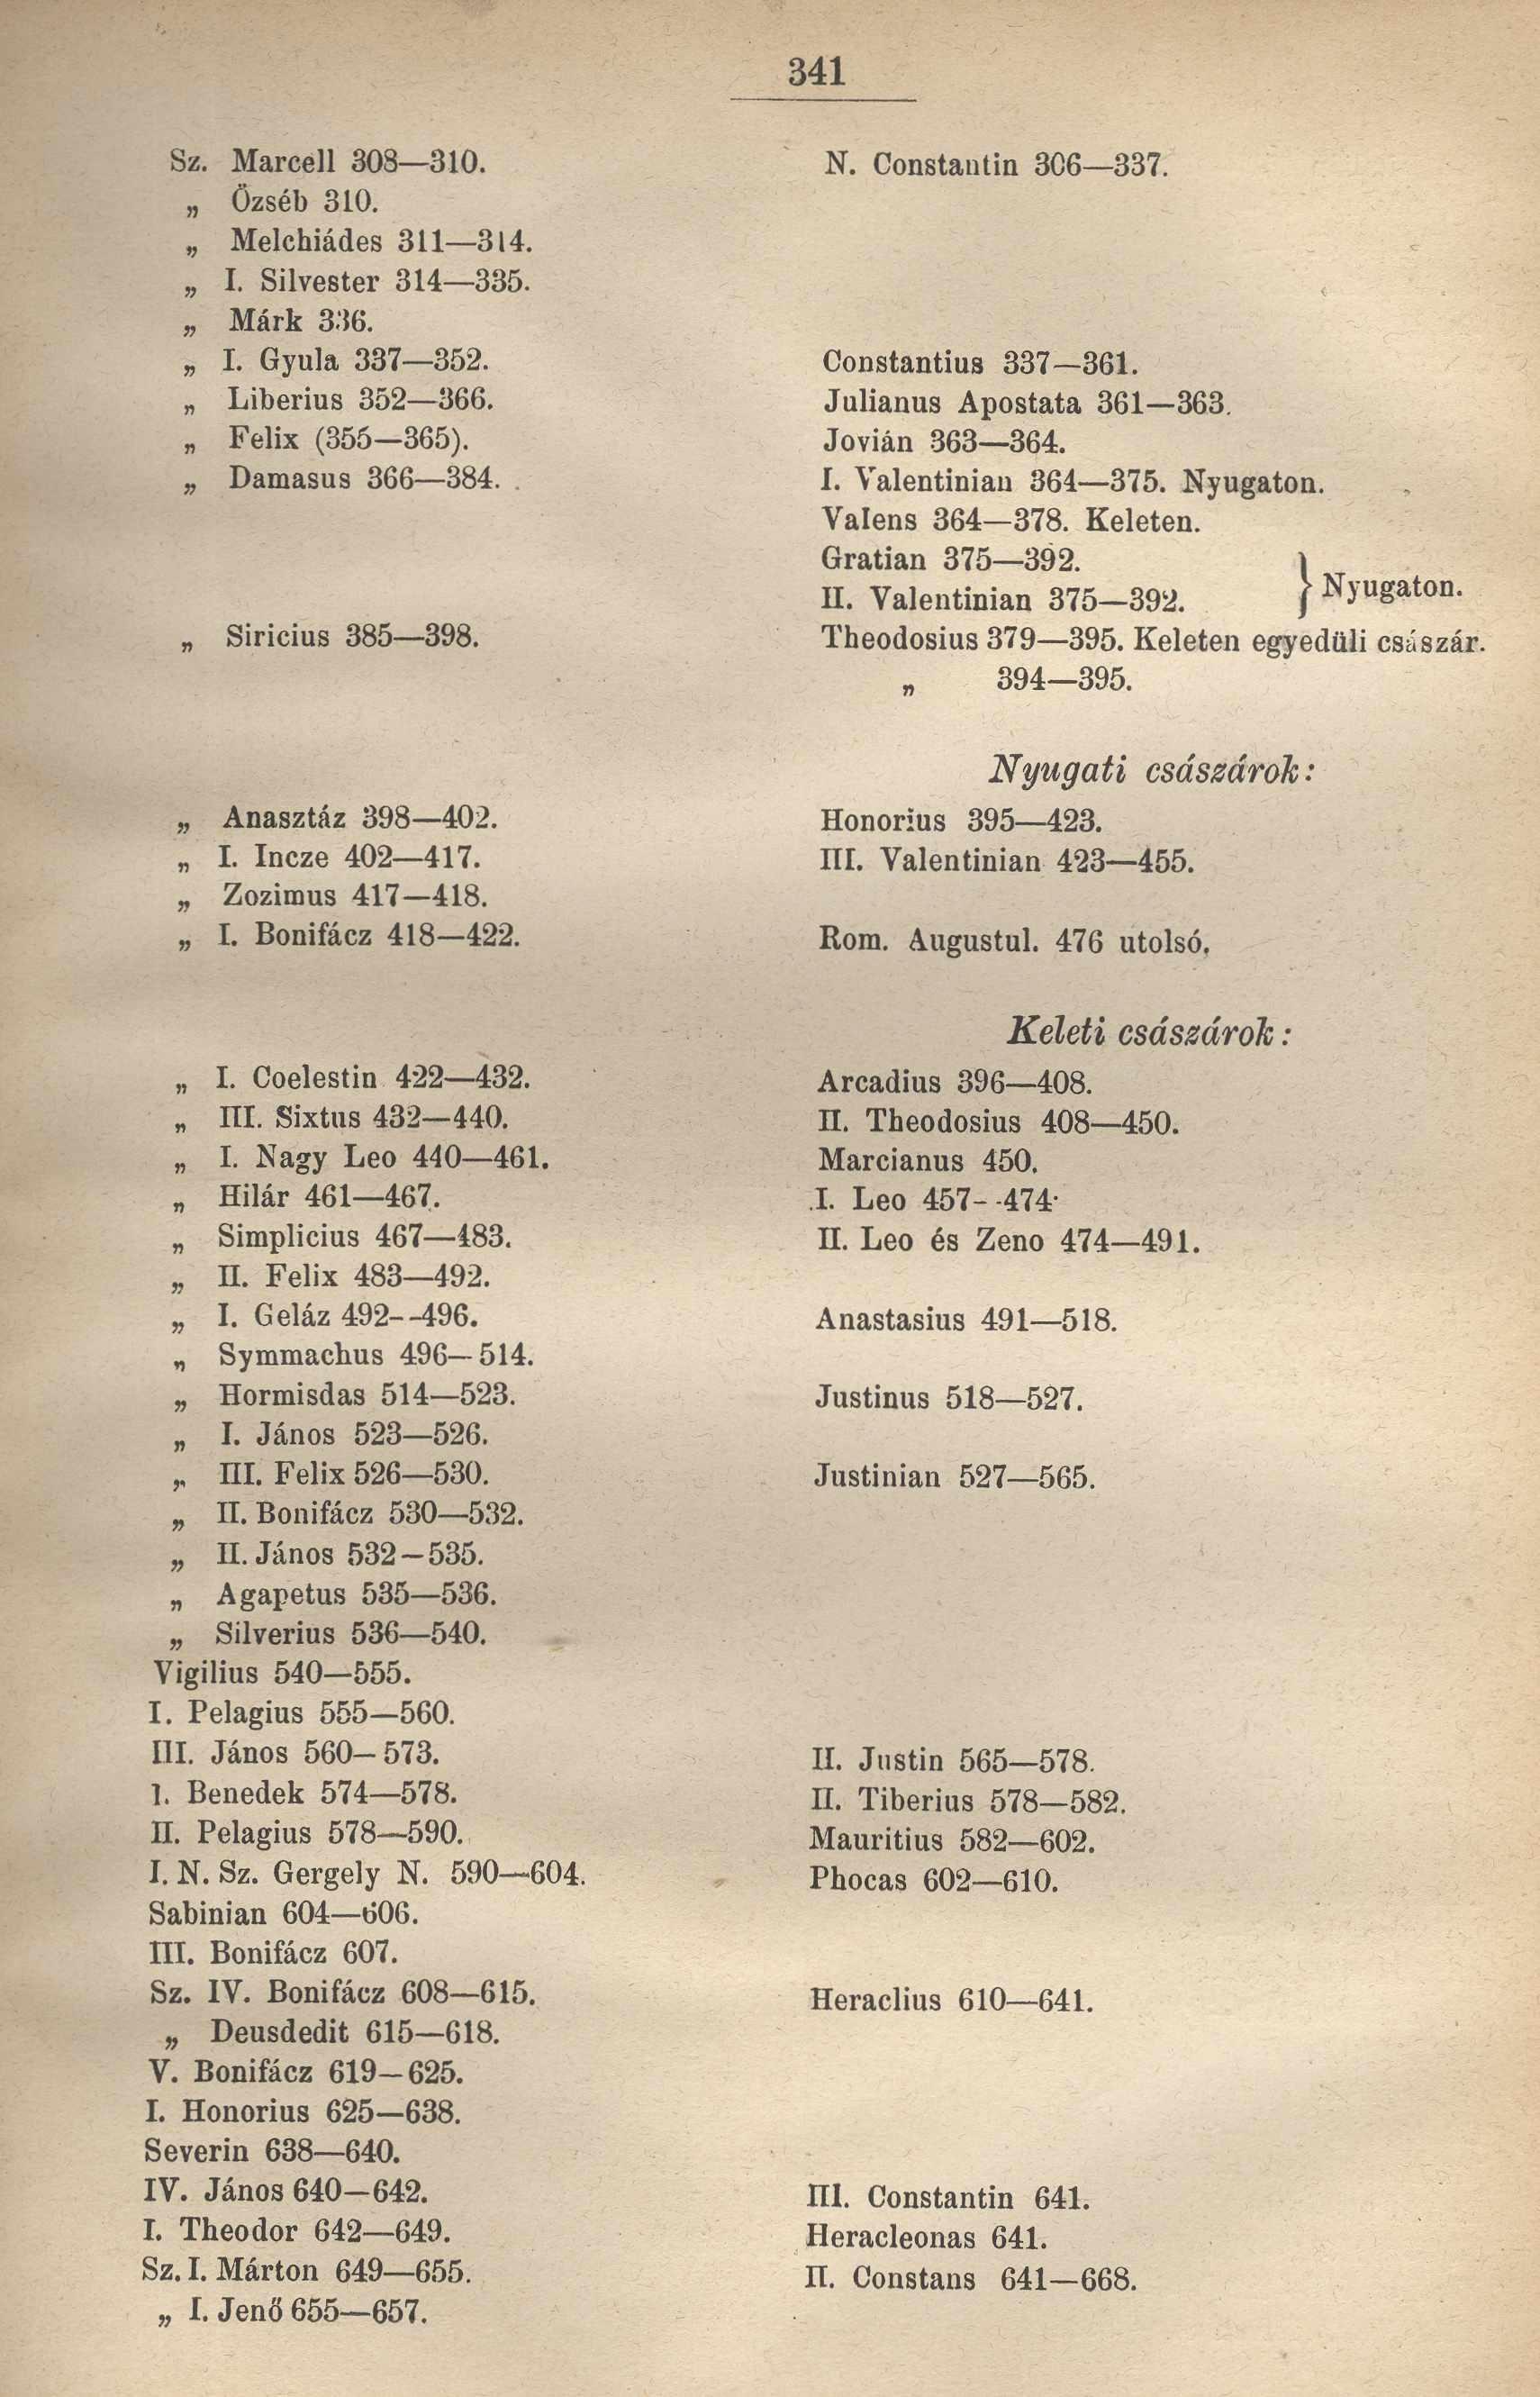 341
Sz. Marcell 308—310.
„ Özséb 310.
„ Melchiádes 311—314.
„ I. Silvester 314—335.
„ Márk 336.
„ I. Gyula 337—352.
„ Liberius 352—366.
„ Felix (355—365).
„ Damasus 366—384.
„ Siricius 385—398.
„ Anasztáz 398—402.
„ I. Incze 402—417.
„ Zozimus 417—418.
„ I. Bonifácz 418—422.
„ I. Coelestin 422—432.
„ III. Sixtus 432—440.
„ I. Nagy Leo 440—461.
„ Hilár 461—467.
„ Simplicius 467—483.
„ II. Felix 483—492.
„ I. Geláz 492--496.
„ Symmachus 496—514.
„ Hormisdas 514—523.
„ I. János 523—526.
„ III. Felix 526—530.
„ II. Bonifácz 530—532.
„ II. János 532—535.
„ Agapetus 535—536.
„ Silverius 536—540.
Vigilius 540—555.
I. Pelagius 555—560.
III. János 560—573.
I. Benedek 574—578.
II. Pelagius 578—590.
I. N. Sz. Gergely N. 590—604.
Sabinian 604—606.
III. Bonifácz 607.
Sz. IV. Bonifácz 608—615.
„ Deusdedit 615—618.
V. Bonifácz 619—625.
I. Honorius 625—638.
Severin 638—640.
IV. János 640—642.
I. Theodor 642—649.
Sz. I. Márton 649—655.
„ I. Jenő 655—657.
N. Constantin 306—337.
Constantius 337—361.
Julianus Apostata 361—363.
Jovián 363—364.
I. Valentinian 364—375. Nyugaton.
Valens 364—378. Keleten.
Gratian 375—392.
II. Valentinian 375—392. } Nyugaton.
Theodosius 379—395. Keleten egyedüli császár.
„ 394—395.
Nyugati császárok:
Honorius 395—423.
III. Valentinian 423—455.
Rom. Augustul. 476 utolsó.
Keleti császárok:
Arcadius 396—408.
II. Theodosius 408—450.
Marcianus 450.
I. Leo 457--474·
II. Leo és Zeno 474—491.
Anastasius 491—518.
Justinus 518—527.
Justinian 527—565.
II. Justin 565—578.
II. Tiberius 578—582.
Mauritius 582—602.
Phocas 602—610.
Heraclius 610—641.
III. Constantin 641.
Heracleonas 641.
II. Constans 641—668.